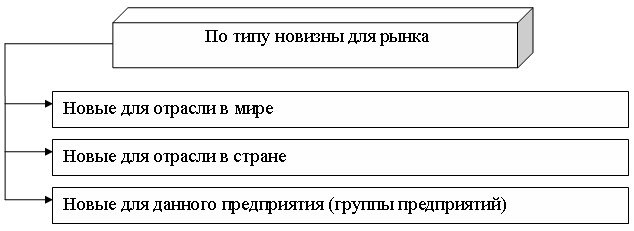 По типу новизны для рынка
Новые для отрасли в мире
Новые для отрасли в стране
Новые для данного предприятия (группы предприятий)